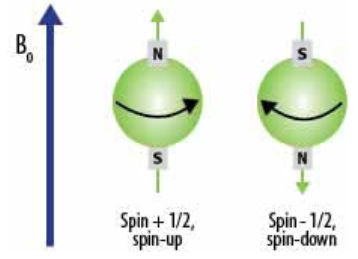 B₀
N
S
S
N
Spin + 1/2,
spin-up
Spin - 1/2,
spin-down